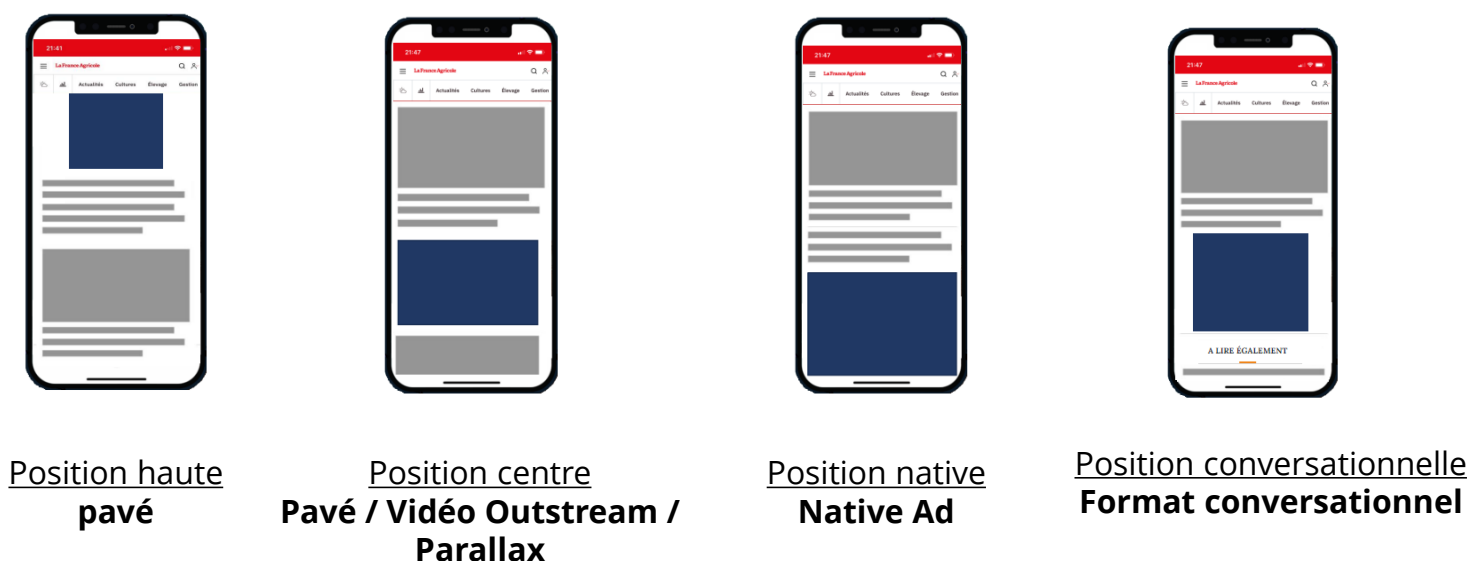 21:41
La France Agricole
Actualités Cultures Élevage Gestion
21:47
La France Agricole
Actualités Cultures Élevage Gestion
21:47
La France Agricole
Actualités Cultures Élevage Gestion
21:47
La France Agricole
Actualités Cultures Élevage Gestion
A LIRE ÉGALEMENT
Position haute
pavé
Position centre
Pavé / Vidéo Outstream /
Parallax
Position native
Native Ad
Position conversationnelle
Format conversationnel